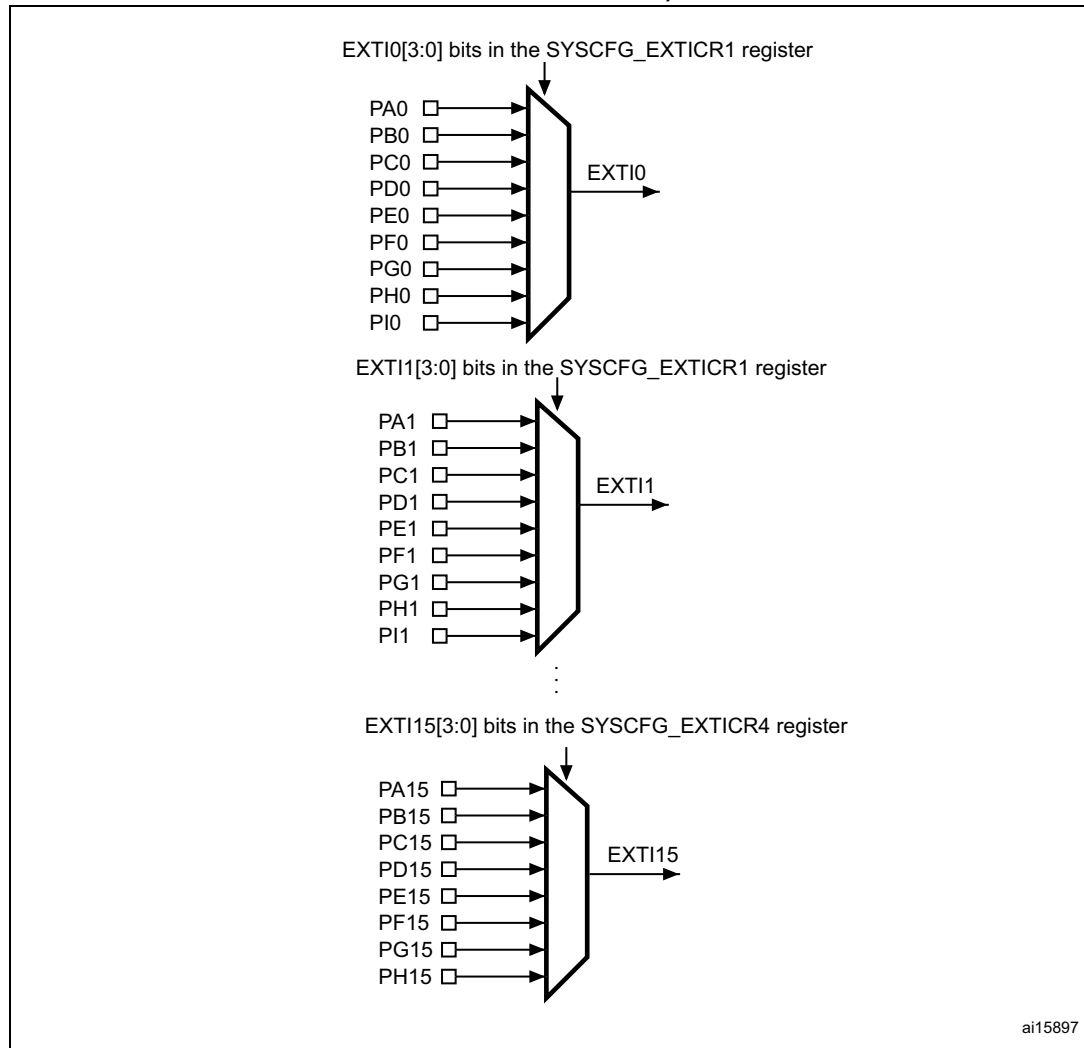 EXTI0[3:0] bits in the SYSCFG_EXTICR1 register
PA0
PB0
PC0
PD0
PE0
PF0
PG0
PH0
PI0
EXTI0
EXTI1[3:0] bits in the SYSCFG_EXTICR1 register
PA1
PB1
PC1
PD1
PE1
PF1
PG1
PH1
PI1
EXTI1
EXTI15[3:0] bits in the SYSCFG_EXTICR4 register
PA15
PB15
PC15
PD15
PE15
PF15
PG15
PH15
EXTI15
ai15897